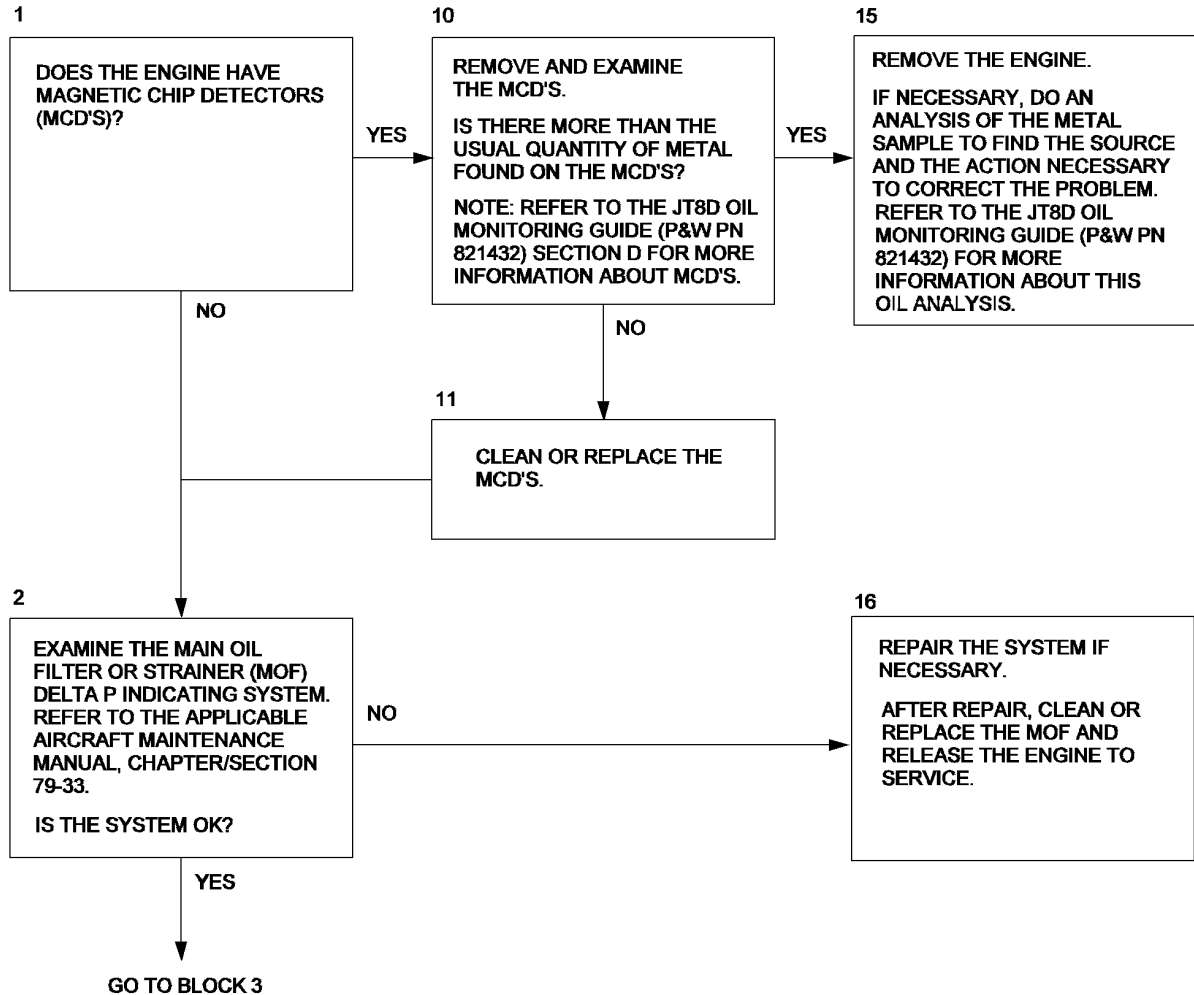 1
DOES THE ENGINE HAVE
MAGNETIC CHIP DETECTORS
(MCD'S)?
YES
NO
10
REMOVE AND EXAMINE
THE MCD'S.
IS THERE MORE THAN THE
USUAL QUANTITY OF METAL
FOUND ON THE MCD'S?
NOTE: REFER TO THE JT8D OIL
MONITORING GUIDE (P&W PN
821432) SECTION D FOR MORE
INFORMATION ABOUT MCD'S.
YES
NO
15
REMOVE THE ENGINE.
IF NECESSARY, DO AN
ANALYSIS OF THE METAL
SAMPLE TO FIND THE SOURCE
AND THE ACTION NECESSARY
TO CORRECT THE PROBLEM.
REFER TO THE JT8D OIL
MONITORING GUIDE (P&W PN
821432) FOR MORE
INFORMATION ABOUT THIS
OIL ANALYSIS.
11
CLEAN OR REPLACE THE
MCD'S.
2
EXAMINE THE MAIN OIL
FILTER OR STRAINER (MOF)
DELTA P INDICATING SYSTEM.
REFER TO THE APPLICABLE
AIRCRAFT MAINTENANCE
MANUAL, CHAPTER/SECTION
79-33.
IS THE SYSTEM OK?
NO
YES
16
REPAIR THE SYSTEM IF
NECESSARY.
AFTER REPAIR, CLEAN OR
REPLACE THE MOF AND
RELEASE THE ENGINE TO
SERVICE.
GO TO BLOCK 3